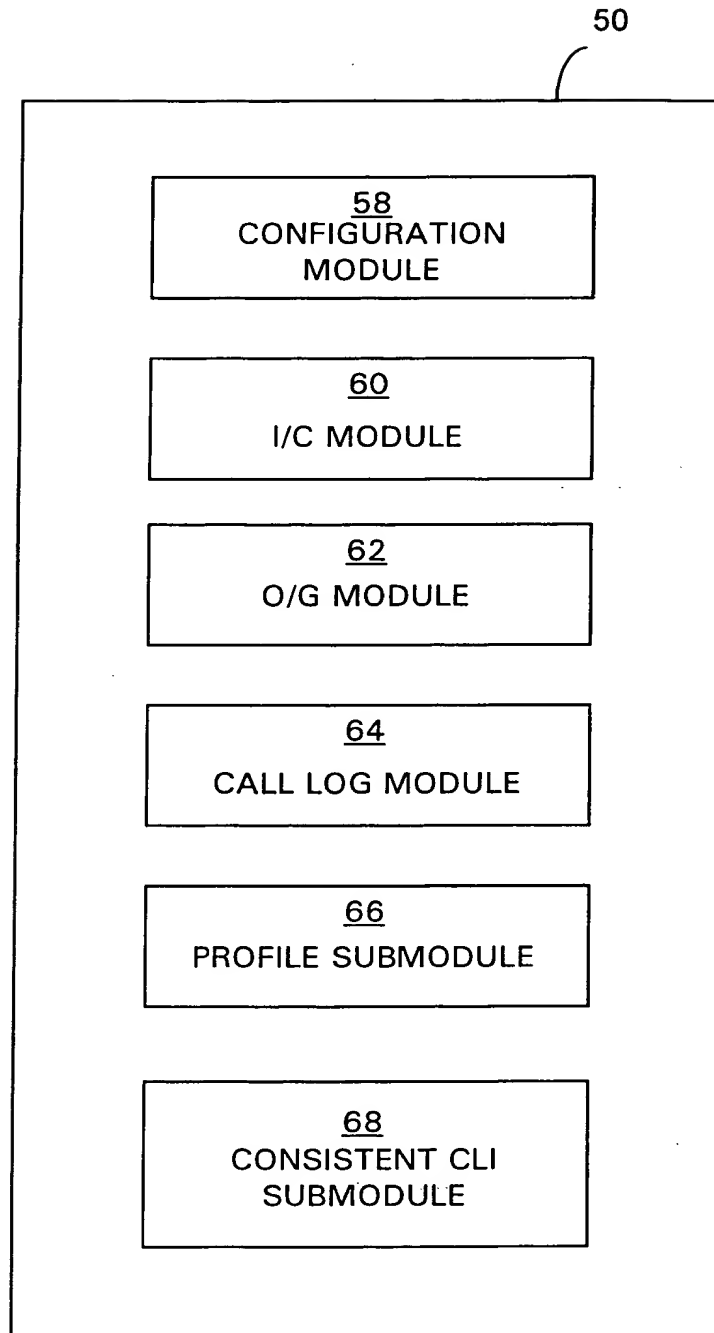 50
58
CONFIGURATION
MODULE
60
I/C MODULE
62
O/G MODULE
64
CALL LOG MODULE
66
PROFILE SUBMODULE
68
CONSISTENT CLI
SUBMODULE